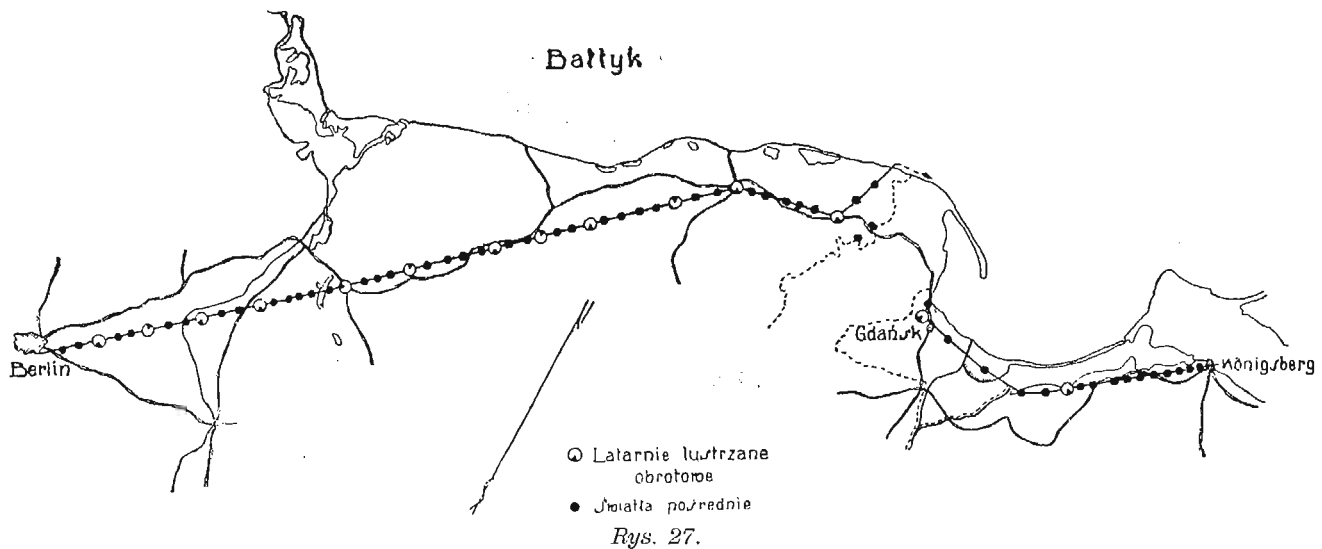 Bałtyk
Berlin
Gdańsk
Königsberg
Latarnie lustrzane
obrotowe
Światła pośrednie
Rys. 27.